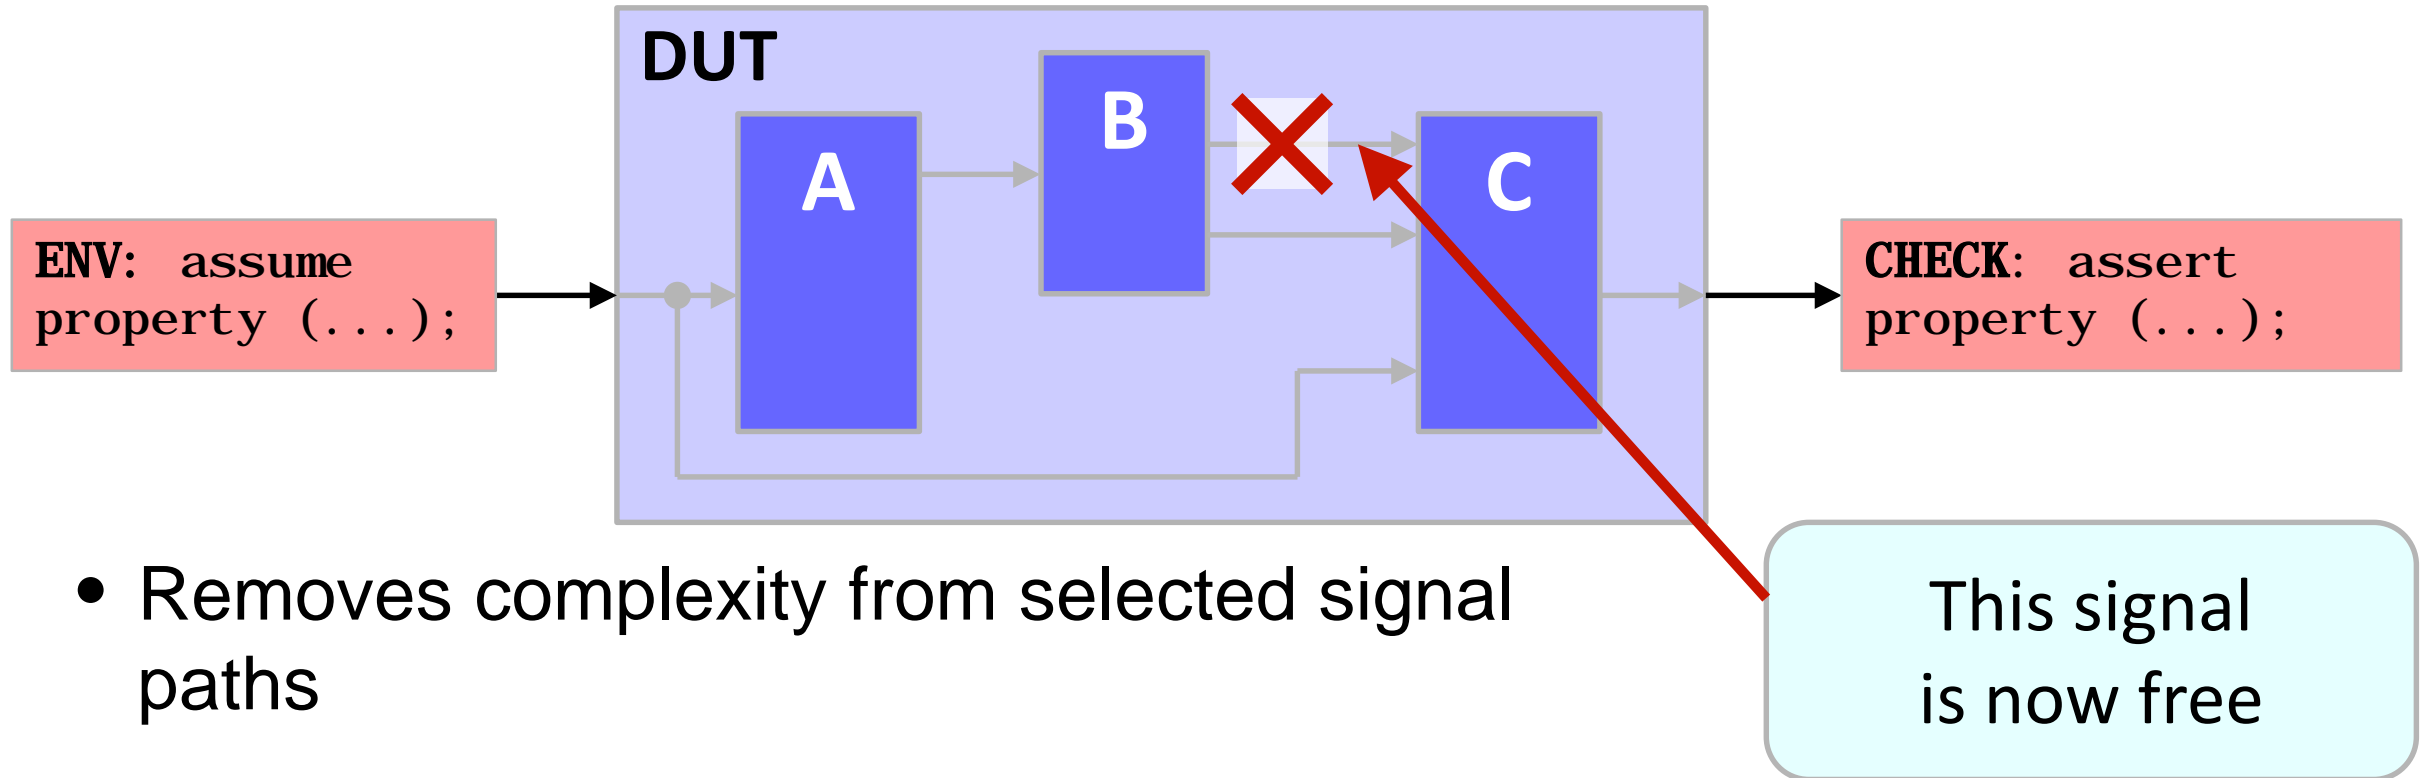 DUT
B
A
C
ENV: assume
property (...);
CHECK: assert
property (...);
• Removes complexity from selected signal
paths
This signal
is now free